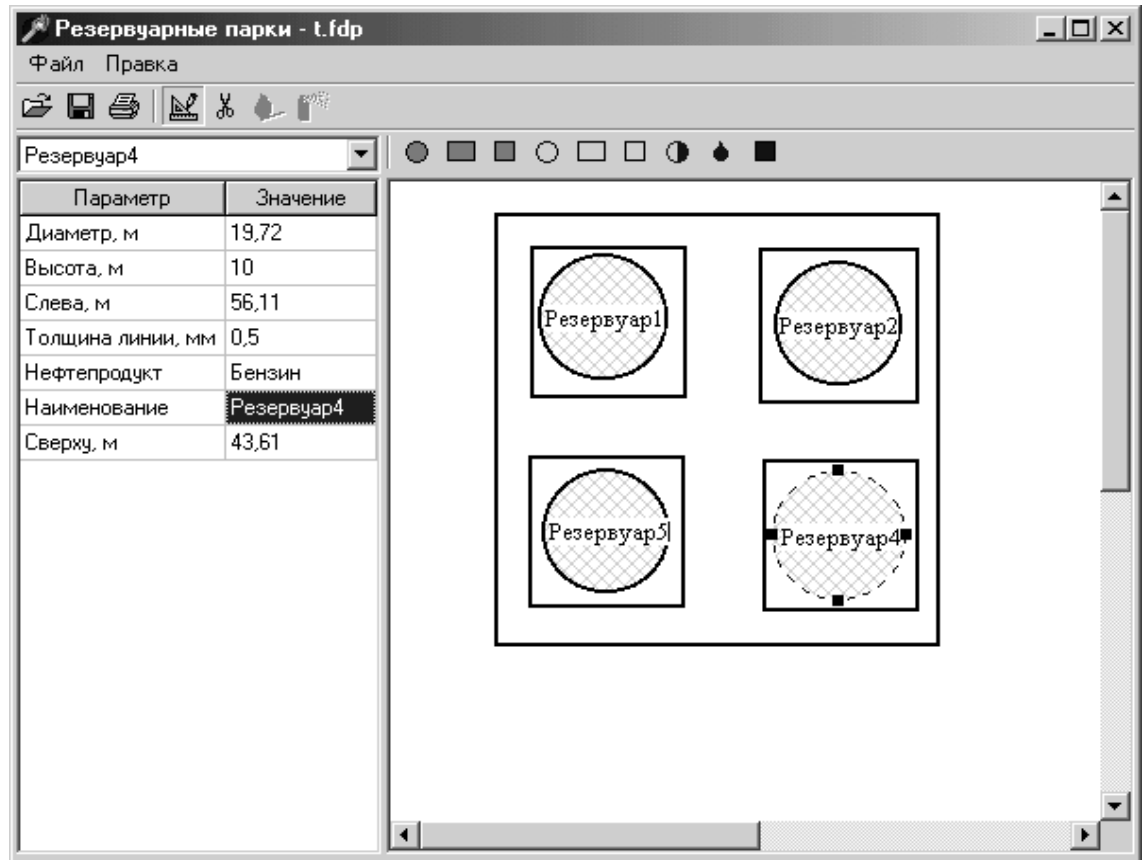 Резервуарные парки - t.fdp
Файл Правка
Резервуар4
Параметр Значение
Диаметр, м 19,72
Высота, м 10
Слева, м 56,11
Толщина линии, мм 0,5
Нефтепродукт Бензин
Наименование Резервуар4
Сверху, м 43,61
Резервуар1 Резервуар2
Резервуар5 Резервуар4